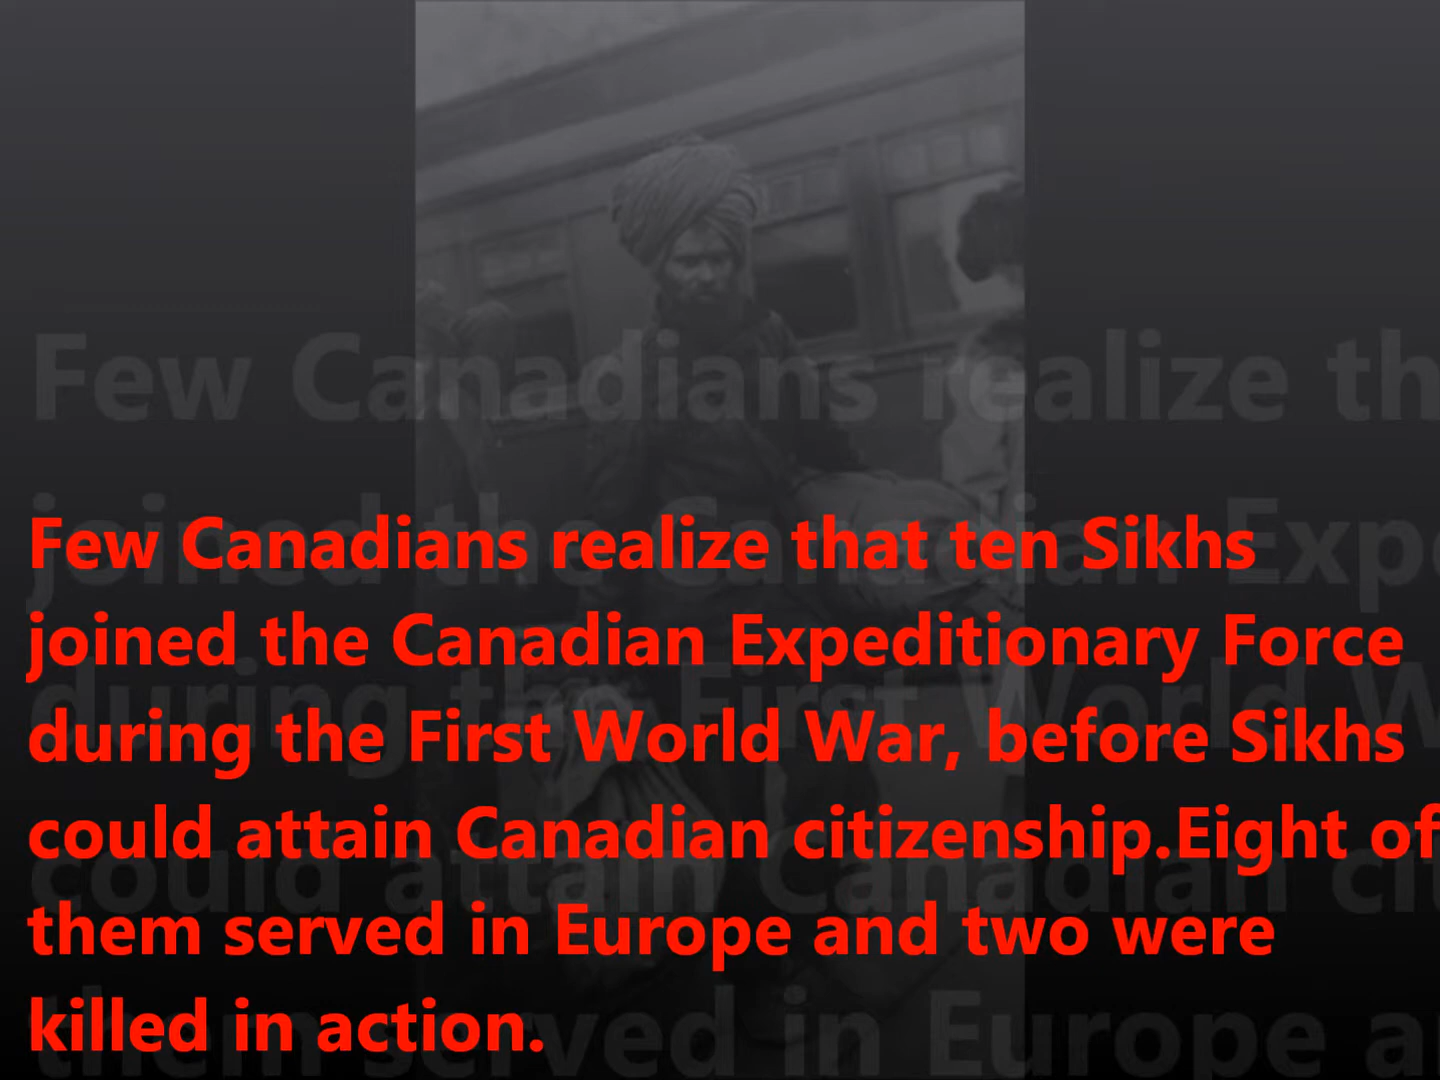 Few Canadians realize that ten Sikhs
joined the Canadian Expeditionary Force
during the First World War, before Sikhs
could attain Canadian citizenship.Eight of
them served in Europe and two were
killed in action.